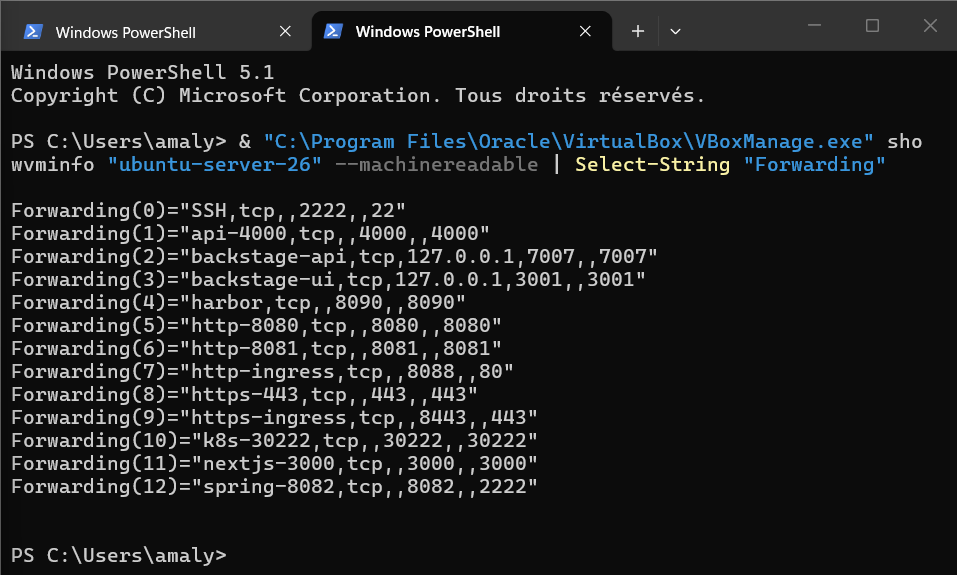 Windows PowerShell
Windows PowerShell
Windows PowerShell 5.1
Copyright (C) Microsoft Corporation. Tous droits réservés.
PS C:\Users\amaly> & "C:\Program Files\Oracle\VirtualBox\VBoxManage.exe" sho
wvminfo "ubuntu-server-26" --machinereadable | Select-String "Forwarding"
Forwarding(0)="SSH,tcp,,2222,,22"
Forwarding(1)="api-4000,tcp,,4000,,4000"
Forwarding(2)="backstage-api,tcp,127.0.0.1,7007,,7007"
Forwarding(3)="backstage-ui,tcp,127.0.0.1,3001,,3001"
Forwarding(4)="harbor,tcp,,8090,,8090"
Forwarding(5)="http-8080,tcp,,8080,,8080"
Forwarding(6)="http-8081,tcp,,8081,,8081"
Forwarding(7)="http-ingress,tcp,,8088,,80"
Forwarding(8)="https-443,tcp,,443,,443"
Forwarding(9)="https-ingress,tcp,,8443,,443"
Forwarding(10)="k8s-30222,tcp,,30222,,30222"
Forwarding(11)="nextjs-3000,tcp,,3000,,3000"
Forwarding(12)="spring-8082,tcp,,8082,,2222"
PS C:\Users\amaly>